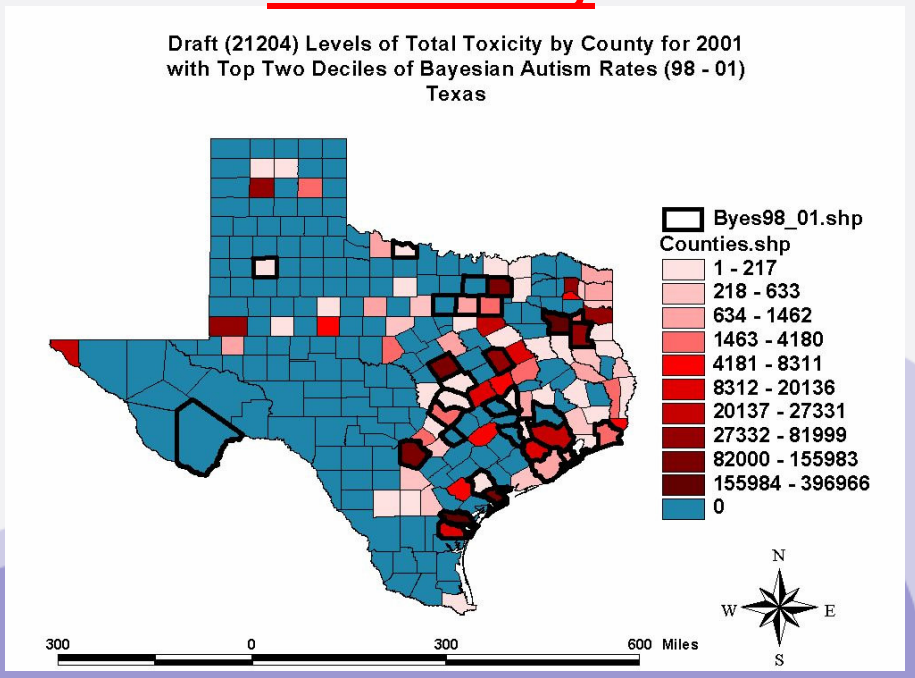 Draft (21204) Levels of Total Toxicity by County for 2001
with Top Two Deciles of Bayesian Autism Rates (98 - 01)
Texas
Byes98_01.shp
Counties.shp
1 - 217
218 - 633
634 - 1462
1463 - 4180
4181 - 8311
8312 - 20136
20137 - 27331
27332 - 81999
82000 - 155983
155984 - 396966
0
N
W E
S
300 0 300 600 Miles